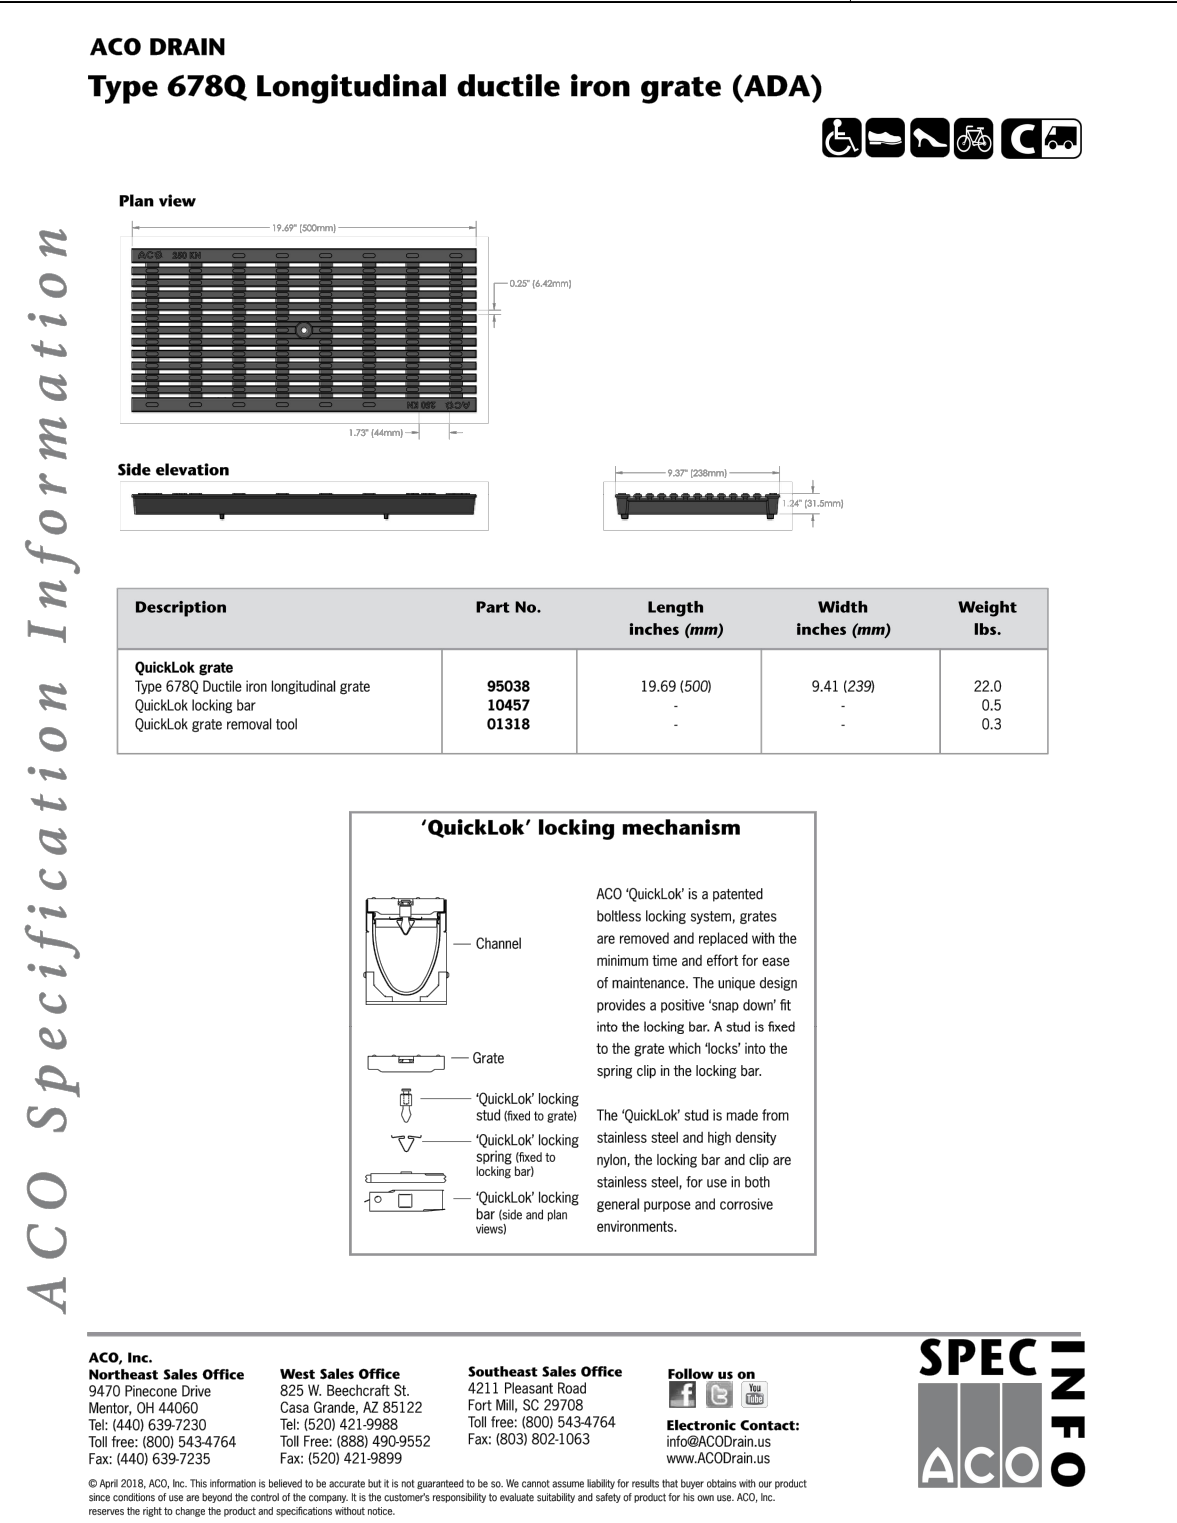 ACO DRAIN
Type 678Q Longitudinal ductile iron grate (ADA)
C
Plan view
19.69" (500mm)
ACO 250 KN
0.25" (6.42mm)
ACO 250 KN
1.73" (44mm)
Side elevation
9.37" (238mm)
1.24" (31.5mm)
ACO Specification Information
Description Part No. Length Width Weight
inches (mm) inches (mm) lbs.
QuickLok grate
Type 678Q Ductile iron longitudinal grate 95038 19.69 (500) 9.41 (239) 22.0
QuickLok locking bar 10457 - - 0.5
QuickLok grate removal tool 01318 - - 0.3
‘QuickLok’ locking mechanism
Channel
Grate
‘QuickLok’ locking
stud (fixed to grate)
‘QuickLok’ locking
spring (fixed to
locking bar)
‘QuickLok’ locking
bar (side and plan
views)
ACO ‘QuickLok’ is a patented
boltless locking system, grates
are removed and replaced with the
minimum time and effort for ease
of maintenance. The unique design
provides a positive ‘snap down’ fit
into the locking bar. A stud is fixed
to the grate which ‘locks’ into the
spring clip in the locking bar.
The ‘QuickLok’ stud is made from
stainless steel and high density
nylon, the locking bar and clip are
stainless steel, for use in both
general purpose and corrosive
environments.
ACO, Inc.
Northeast Sales Office
9470 Pinecone Drive
Mentor, OH 44060
Tel: (440) 639-7230
Toll free: (800) 543-4764
Fax: (440) 639-7235
West Sales Office
825 W. Beechcraft St.
Casa Grande, AZ 85122
Tel: (520) 421-9988
Toll Free: (888) 490-9552
Fax: (520) 421-9899
Southeast Sales Office
4211 Pleasant Road
Fort Mill, SC 29708
Toll free: (800) 543-4764
Fax: (803) 802-1063
Follow us on
f t You Tube
Electronic Contact:
info@ACODrain.us
www.ACODrain.us
SPEC
INFO
ACO
© April 2018, ACO, Inc. This information is believed to be accurate but it is not guaranteed to be so. We cannot assume liability for results that buyer obtains with our product
since conditions of use are beyond the control of the company. It is the customer's responsibility to evaluate suitability and safety of product for his own use. ACO, Inc.
reserves the right to change the product and specifications without notice.